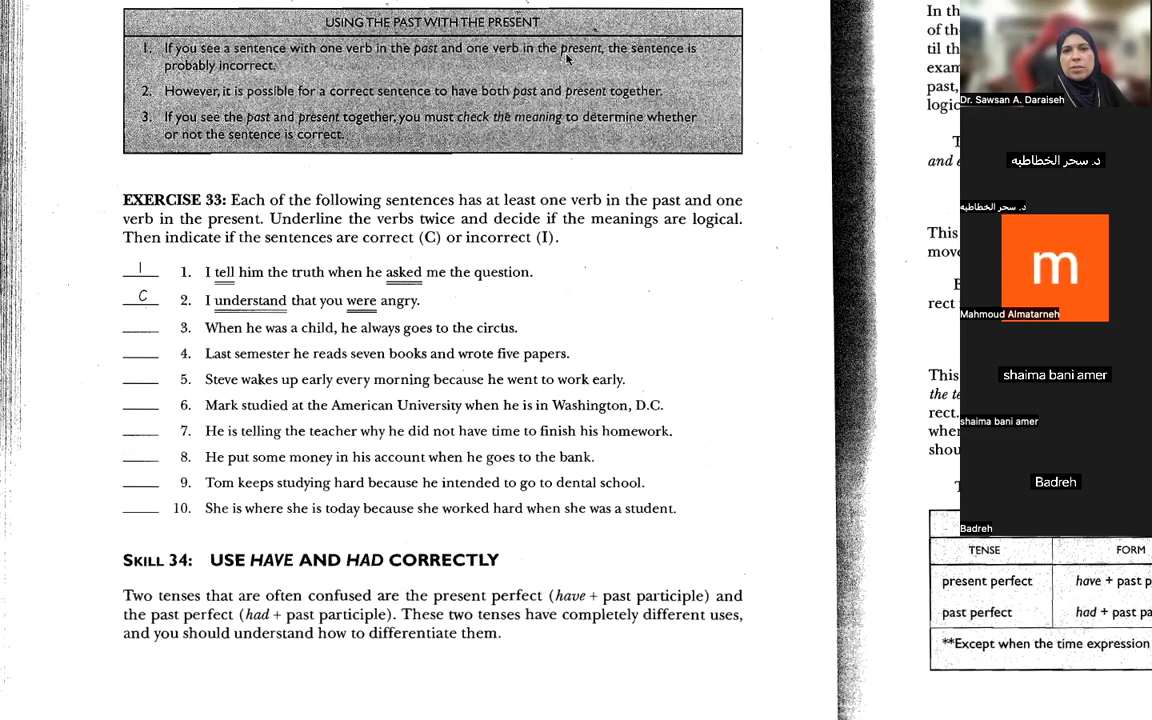 USING THE PAST WITH THE PRESENT
1. If you see a sentence with one verb in the past and one verb in the present, the sentence is
probably incorrect.
2. However, it is possible for a correct sentence to have both past and present together.
3. If you see the past and present together, you must check the meaning to determine whether
or not the sentence is correct.
EXERCISE 33: Each of the following sentences has at least one verb in the past and one
verb in the present. Underline the verbs twice and decide if the meanings are logical.
Then indicate if the sentences are correct (C) or incorrect (I).
I 1. I tell him the truth when he asked me the question.
C 2. I understand that you were angry.
3. When he was a child, he always goes to the circus.
4. Last semester he reads seven books and wrote five papers.
5. Steve wakes up early every morning because he went to work early.
6. Mark studied at the American University when he is in Washington, D.C.
7. He is telling the teacher why he did not have time to finish his homework.
8. He put some money in his account when he goes to the bank.
9. Tom keeps studying hard because he intended to go to dental school.
10. She is where she is today because she worked hard when she was a student.
SKILL 34: USE HAVE AND HAD CORRECTLY
Two tenses that are often confused are the present perfect (have + past participle) and
the past perfect (had + past participle). These two tenses have completely different uses,
and you should understand how to differentiate them.
In th
of th
til th
exam
past,
logic
T
and
This
move
rect
This
the
rect.
when
shou
TENSE FORM
present perfect have + past p
past perfect had + past pa
**Except when the time expression
Dr. Sawsan A. Daraiseh
د. سحر الخطاطبه
د. سحر الخطاطبه
m
Mahmoud Almatarneh
shaima bani amer
shaima bani amer
Badreh
Badreh